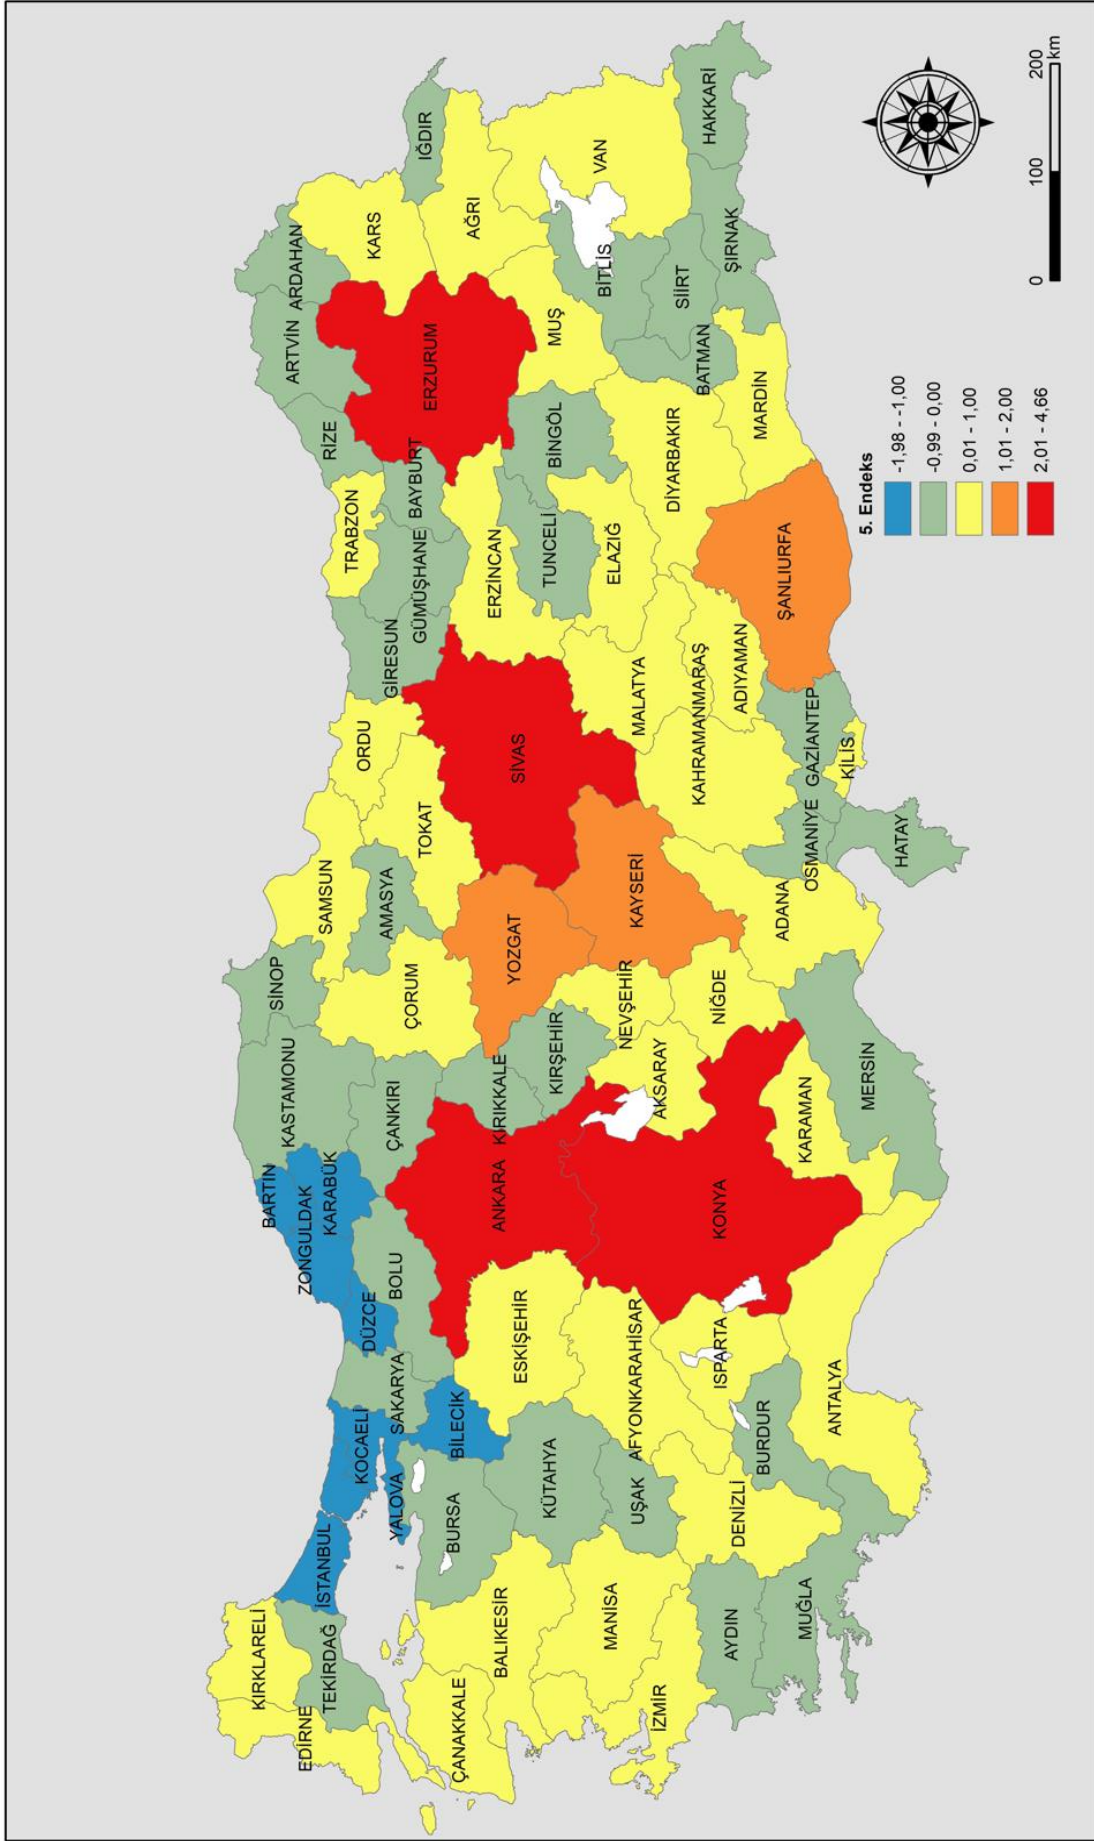 KIRKLARELİ
EDİRNE
TEKİRDAĞ
İSTANBUL
KOCAELİ
YALOVA
SAKARYA
DÜZCE
ZONGULDAK
BARTIN
KARABÜK
KASTAMONU
SİNOP
SAMSUN
ORDU
GİRESUN
TRABZON
RİZE
ARTVİN
ARDAHAN
ÇANAKKALE
BALIKESİR
BURSA
BİLECİK
BOLU
ÇANKIRI
ÇORUM
AMASYA
TOKAT
GÜMÜŞHANE
BAYBURT
ERZURUM
KARS
IĞDIR
KÜTAHYA
ESKİŞEHİR
ANKARA
KIRIKKALE
YOZGAT
SİVAS
ERZİNCAN
AĞRI
İZMİR
MANİSA
UŞAK
AFYONKARAHİSAR
KIRŞEHİR
NEVŞEHİR
KAYSERİ
TUNCELİ
BİNGÖL
MUŞ
VAN
BİTLİS
AYDIN
DENİZLİ
ISPARTA
KONYA
AKSARAY
NİĞDE
MALATYA
ELAZIĞ
DİYARBAKIR
BATMAN
SİİRT
MUĞLA
BURDUR
ANTALYA
KARAMAN
MERSİN
ADANA
KAHRAMANMARAŞ
ADIYAMAN
OSMANİYE
GAZİANTEP
KİLİS
HATAY
ŞANLIURFA
MARDİN
ŞIRNAK
HAKKARİ
5. Endeks
-1,98 - -1,00
-0,99 - 0,00
0,01 - 1,00
1,01 - 2,00
2,01 - 4,66
0 100 200
km